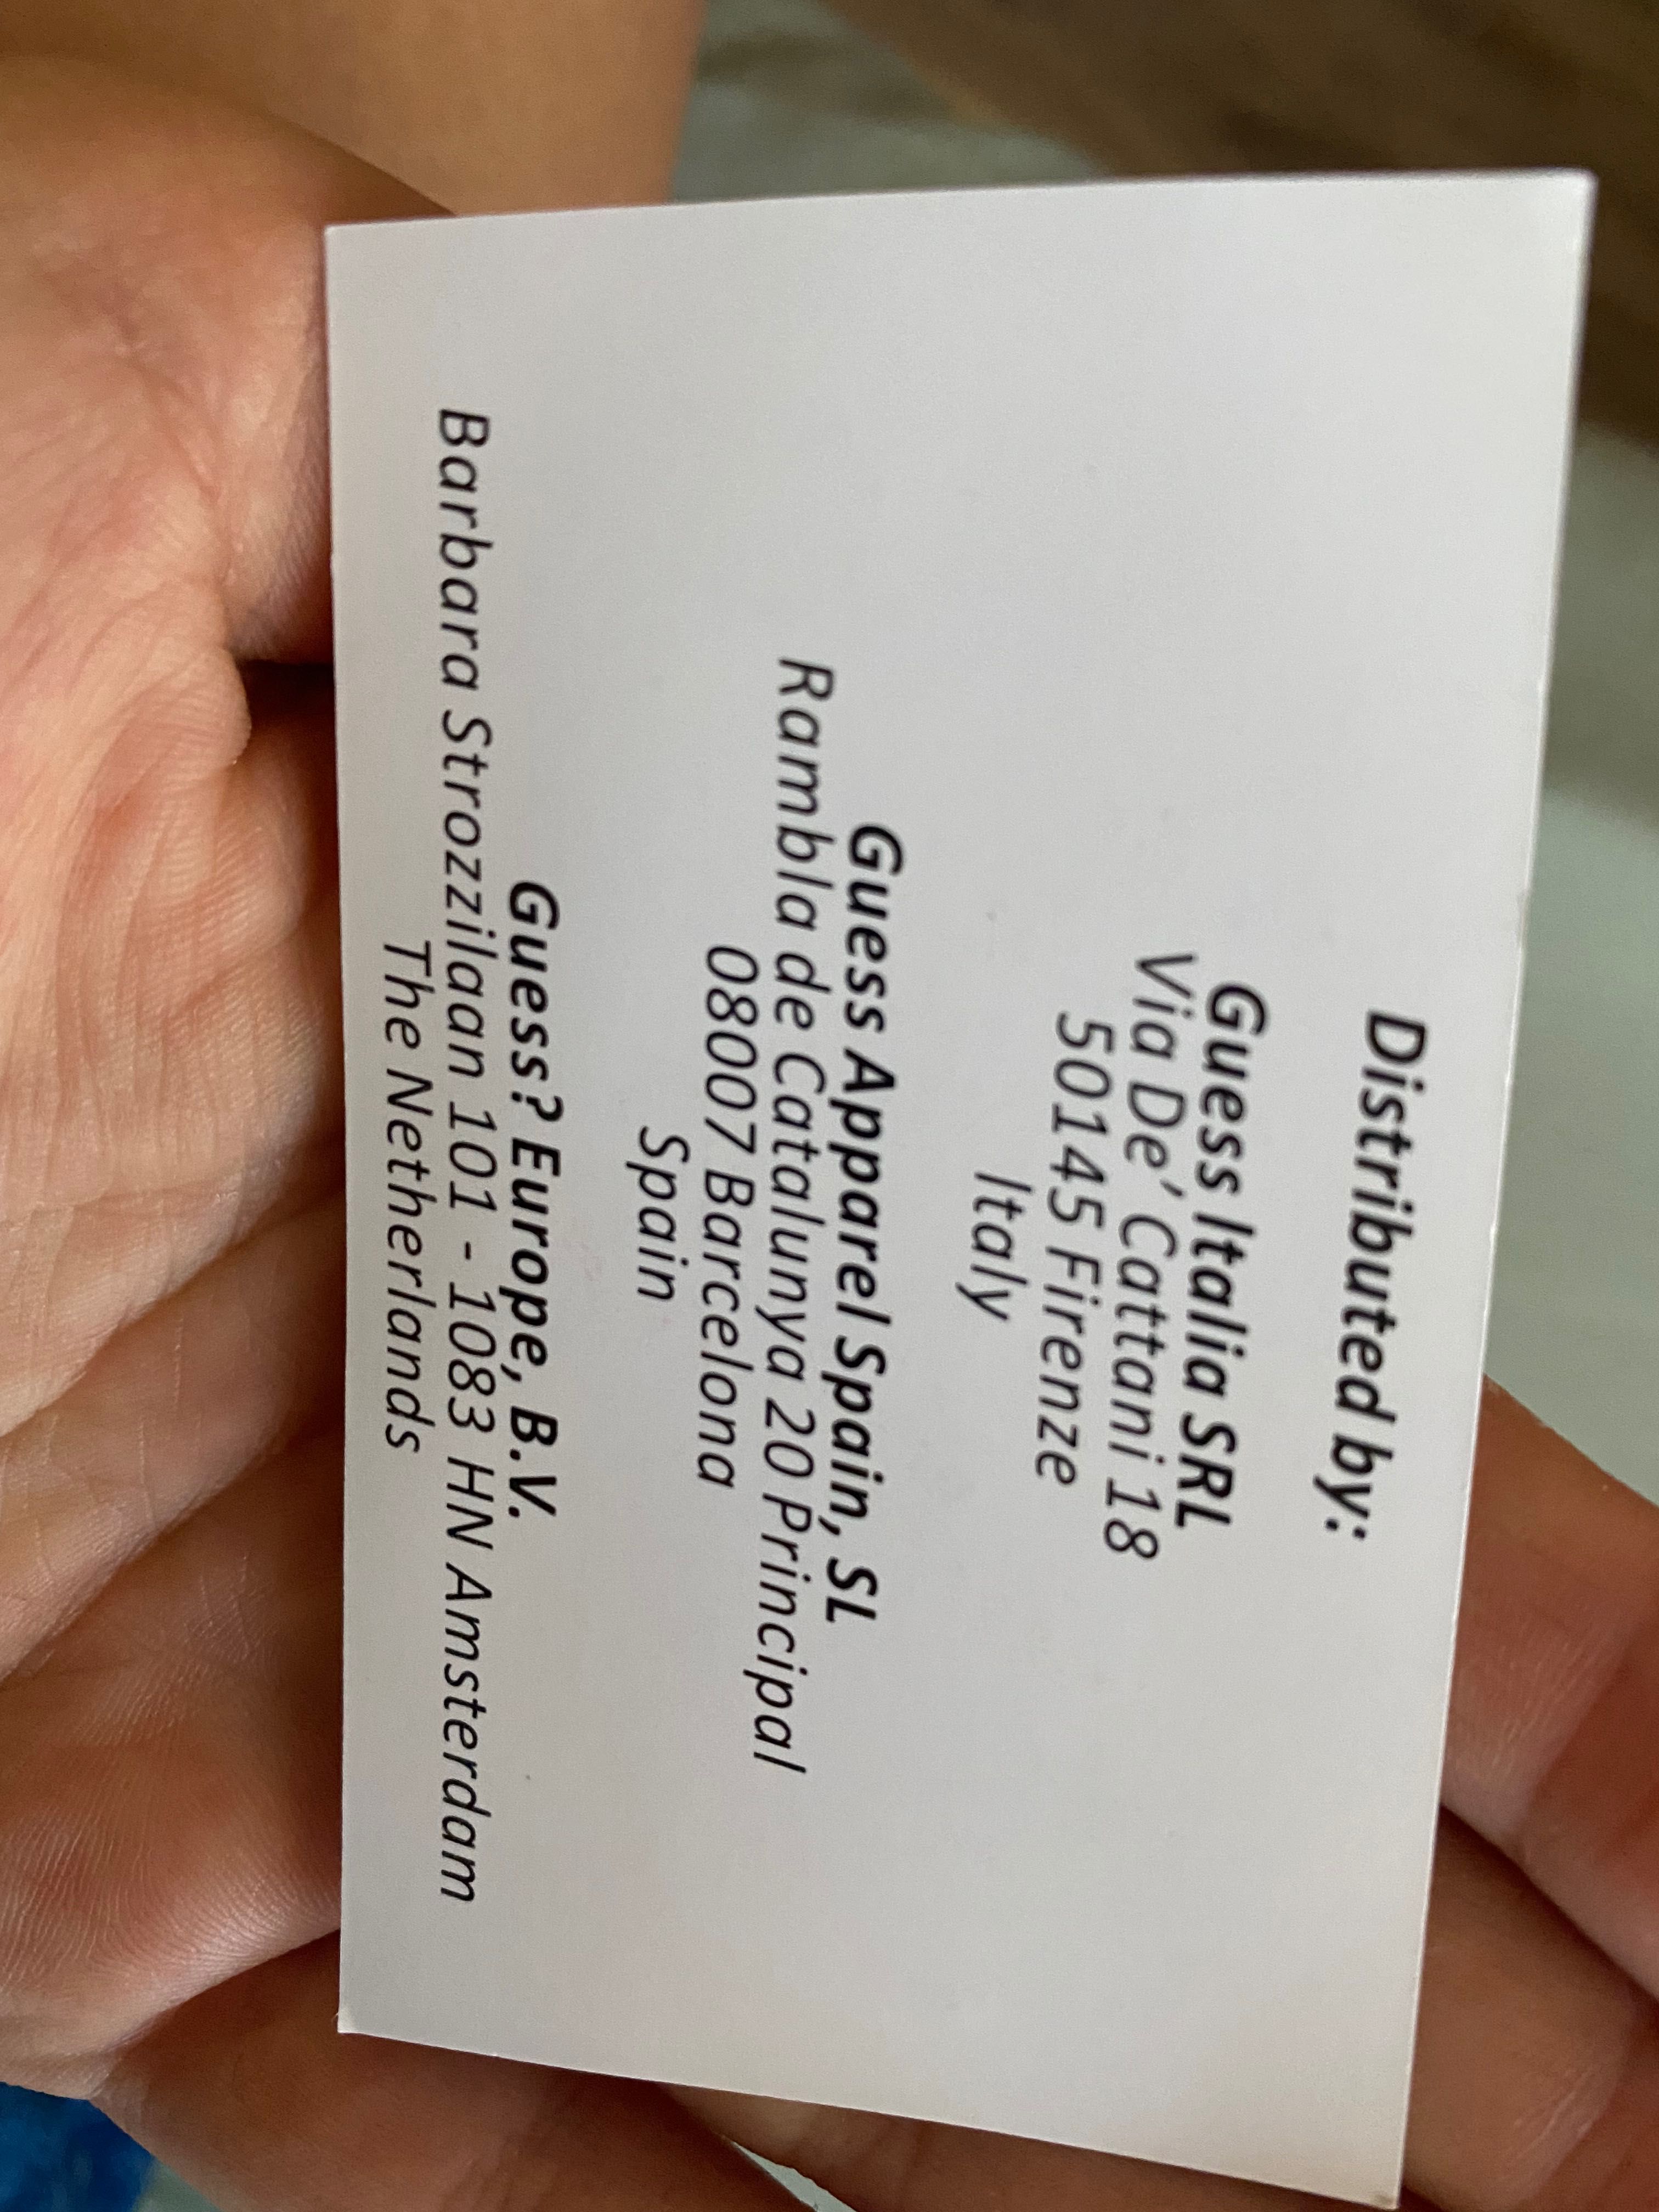 Distributed by:
Guess Italia SRL
Via De' Cattani 18
50145 Firenze
Italy
Guess Apparel Spain, SL
Rambla de Catalunya 20 Principal
08007 Barcelona
Spain
Guess? Europe, B.V.
Barbara Strozzilaan 101 - 1083 HN Amsterdam
The Netherlands